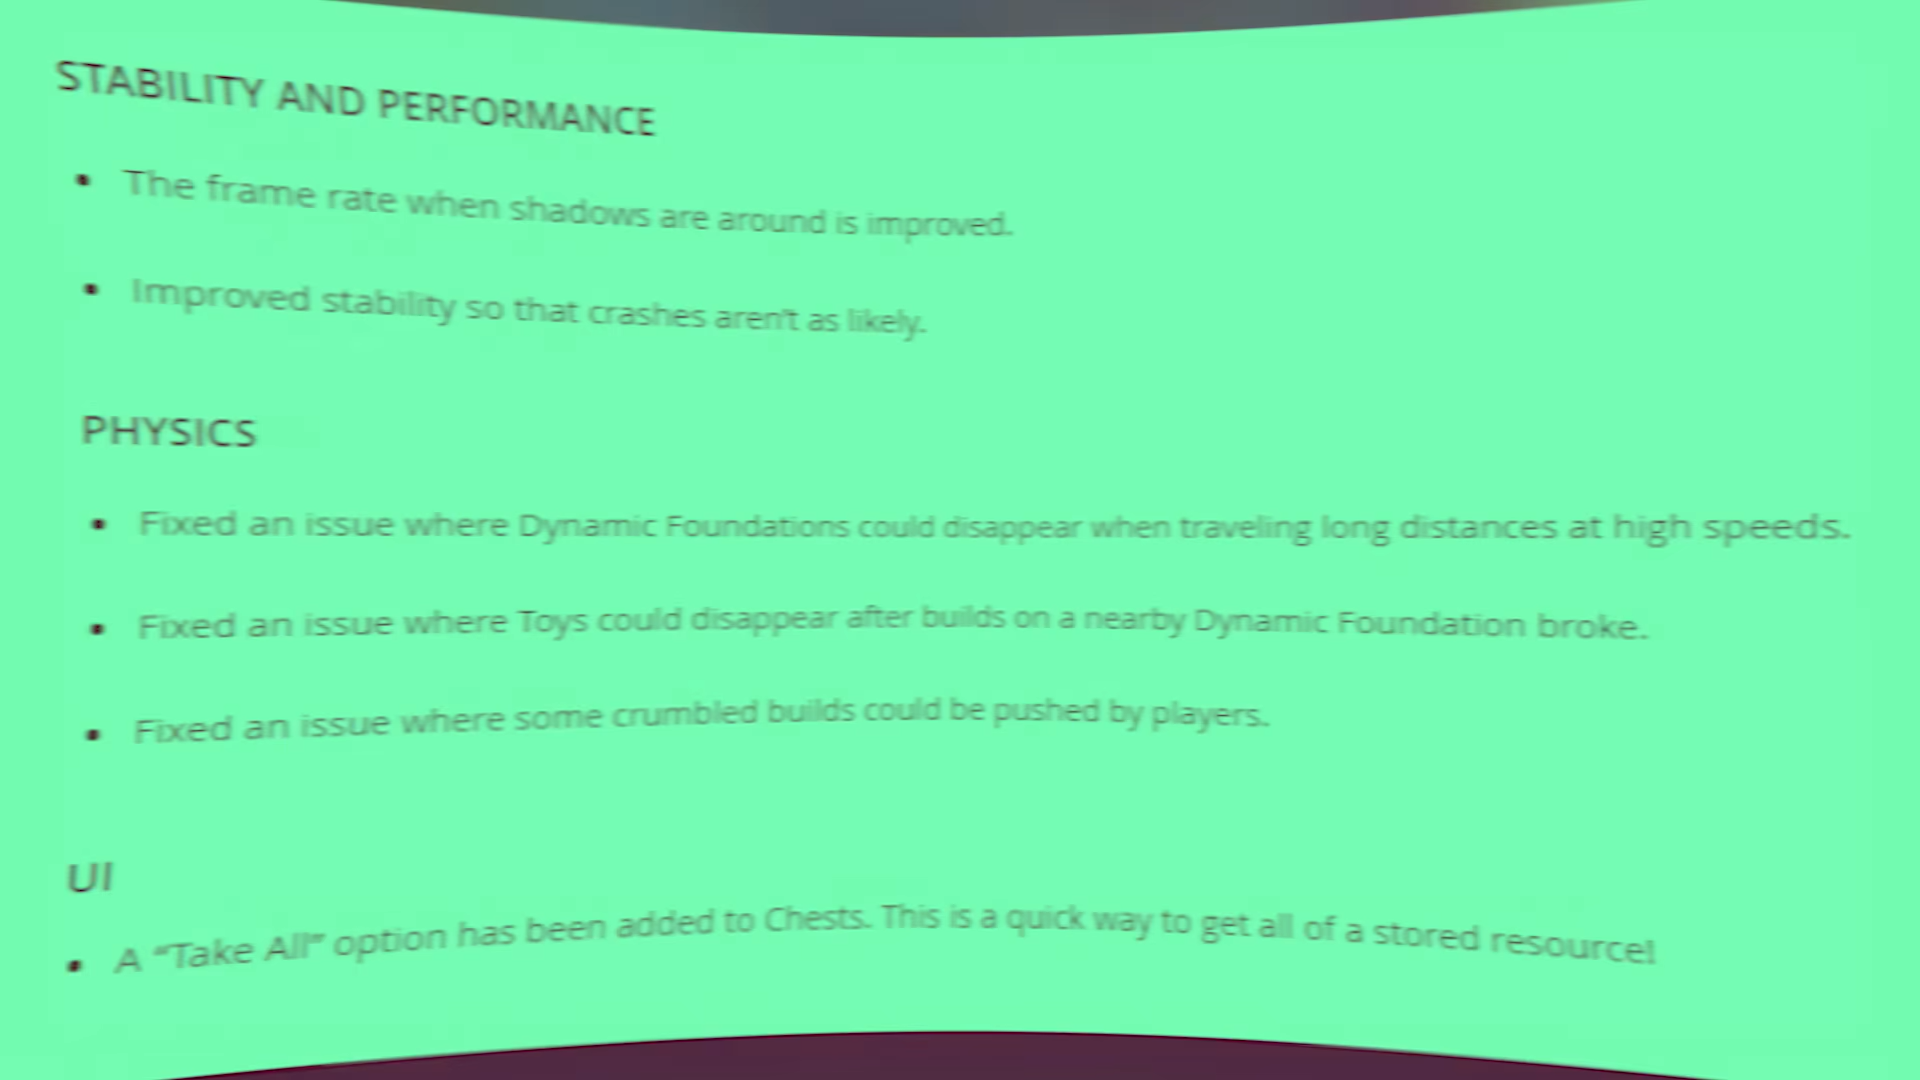 STABILITY AND PERFORMANCE
• The frame rate when shadows are around is improved.
• Improved stability so that crashes aren't as likely.
PHYSICS
• Fixed an issue where Dynamic Foundations could disappear when traveling long distances at high speeds.
• Fixed an issue where Toys could disappear after builds on a nearby Dynamic Foundation broke.
• Fixed an issue where some crumbled builds could be pushed by players.
UI
• A “Take All” option has been added to Chests. This is a quick way to get all of a stored resource!